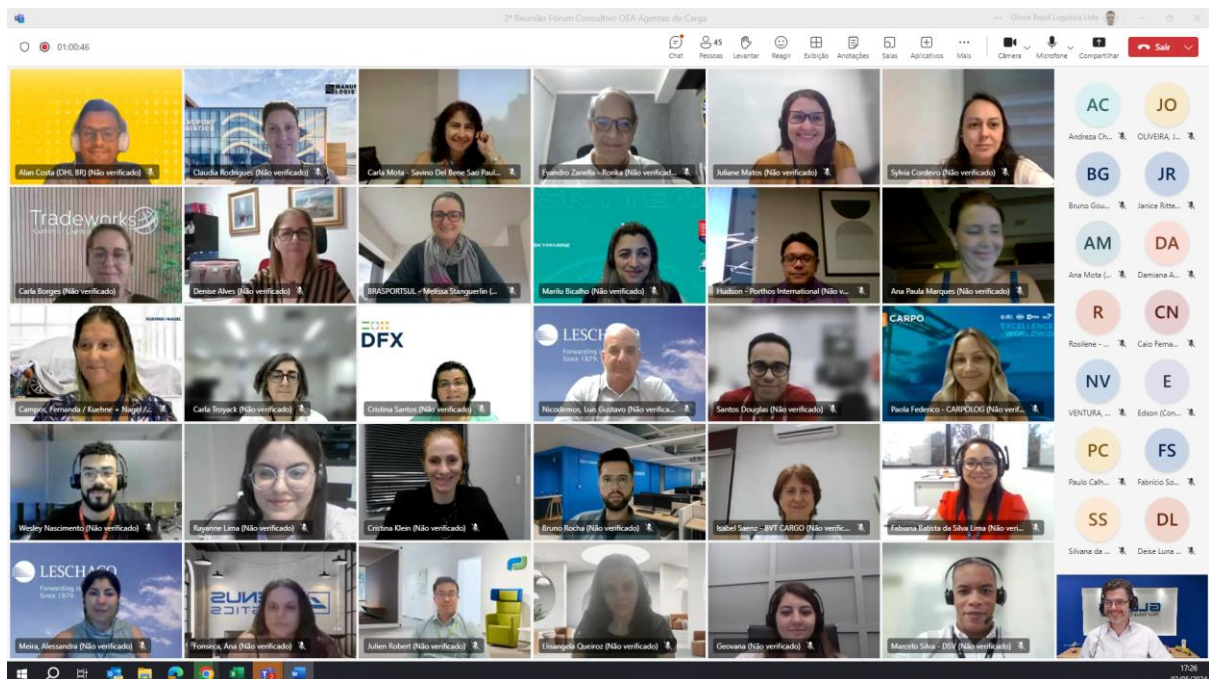 2ª Reunião Fórum Consultivo OEA Agentes de Carga
Glovis Brasil Logística Ltda
01:00:46
Chat
45
Pessoas
Levantar
Reagir
Exibição
Anotações
Salas
Aplicativos
Mais
Câmera
Microfone
Compartilhar
Sair
Alan Costa (DHL BR) (Não verificado)
Claudia Rodrigues (Não verificado)
Carla Mota - Savino Del Bene Sao Paul...
Evandro Zanella - Ronka (Não verificad...
Juliane Matos (Não verificado)
Sylvia Cordeiro (Não verificado)
AC
Andreza Ch...
JO
OLIVEIRA, J...
BG
Bruno Gou...
JR
Janice Ritte...
Tradeworks
Carla Borges (Não verificado)
Denise Alves (Não verificado)
BRASPORTSUL - Melissa Stanguerlin (...
SKYMARINE
Marilu Bicalho (Não verificado)
Hudson - Porthos International (Não v...
Ana Paula Marques (Não verificado)
AM
Ana Mota (...
DA
Damiana A...
R
Rosilene - ...
CN
Caio Ferna...
KUEHNE+NAGEL
Campos, Fernanda / Kuehne + Nagel /...
Carla Troyack (Não verificado)
DFX
Cristina Santos (Não verificado)
LESCHACO
Forwarding is
Since 1879.
Nicodemos, Luis Gustavo (Não verifica...
Santos Douglas (Não verificado)
CARPO
EXCELLENCE
WORLDWID
Paola Federico - CARPOLOG (Não verif...
NV
VENTURA, ...
E
Edson (Con...
Wesley Nascimento (Não verificado)
Rayanne Lima (Não verificado)
Cristina Klein (Não verificado)
Bruno Rocha (Não verificado)
Isabel Saenz - BVT CARGO (Não verific...
Fabiana Batista da Silva Lima (Não veri...
PC
Paulo Calh...
FS
Fabrício So...
SS
Silvana da ...
DL
Deise Luna ...
LESCHACO
Forwarding is
Since 1879.
Meira, Alessandra (Não verificado)
Fonseca, Ana (Não verificado)
Julien Robert (Não verificado)
Elisangela Queiroz (Não verificado)
Geovana (Não verificado)
Marcelo Silva - DSV (Não verificado)
17:26